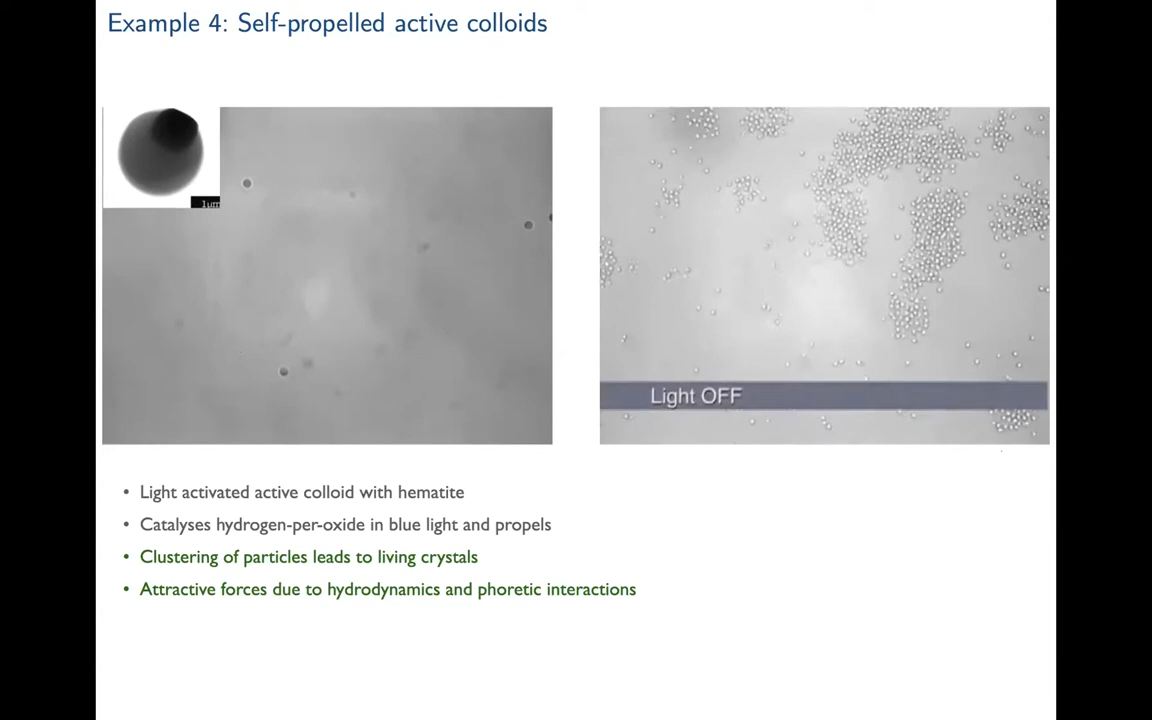 Example 4: Self-propelled active colloids
1um
Light OFF
• Light activated active colloid with hematite
• Catalyses hydrogen-per-oxide in blue light and propels
• Clustering of particles leads to living crystals
• Attractive forces due to hydrodynamics and phoretic interactions